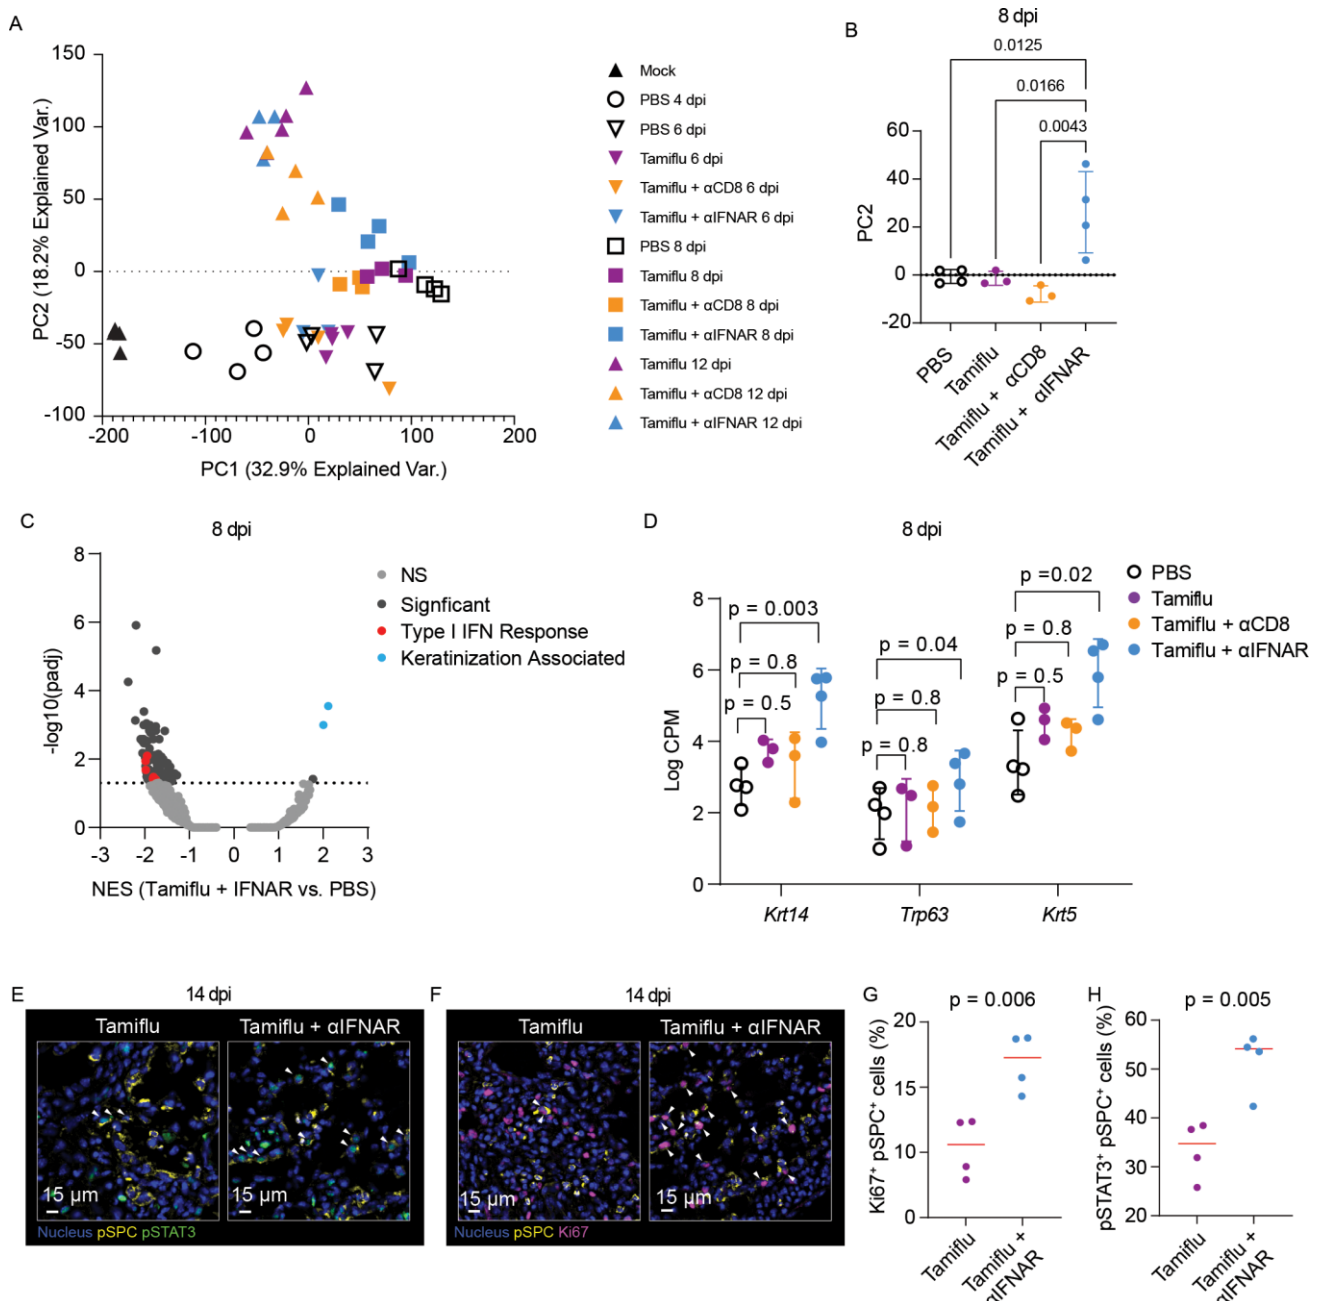 A
150
100
50
0
-50
-100
-200
-100
0
100
200
PC2 (18.2% Explained Var.)
PC1 (32.9% Explained Var.)
Mock
PBS 4 dpi
PBS 6 dpi
Tamiflu 6 dpi
Tamiflu + αCD8 6 dpi
Tamiflu + αIFNAR 6 dpi
PBS 8 dpi
Tamiflu 8 dpi
Tamiflu + αCD8 8 dpi
Tamiflu + αIFNAR 8 dpi
Tamiflu 12 dpi
Tamiflu + αCD8 12 dpi
Tamiflu + αIFNAR 12 dpi
B
8 dpi
0.0125
0.0166
0.0043
60
40
20
0
-20
PC2
PBS
Tamiflu
Tamiflu + αCD8
Tamiflu + αIFNAR
C
8 dpi
8
6
4
2
0
-log10(padj)
-3
-2
-1
0
1
2
3
NES (Tamiflu + IFNAR vs. PBS)
NS
Signficant
Type I IFN Response
Keratinization Associated
D
8 dpi
8
6
4
2
0
Log CPM
p = 0.003
p = 0.8
p = 0.5
p = 0.04
p = 0.8
p = 0.8
p =0.02
p = 0.8
p = 0.5
Krt14
Trp63
Krt5
PBS
Tamiflu
Tamiflu + αCD8
Tamiflu + αIFNAR
E
14 dpi
Tamiflu
Tamiflu + αIFNAR
15 µm
15 µm
Nucleus pSPC pSTAT3
F
14 dpi
Tamiflu
Tamiflu + αIFNAR
15 µm
15 µm
Nucleus pSPC Ki67
G
p = 0.006
20
15
10
0
Ki67+ pSPC+ cells (%)
Tamiflu
Tamiflu +
αIFNAR
H
p = 0.005
60
50
40
30
20
pSTAT3+ pSPC+ cells (%)
Tamiflu
Tamiflu +
αIFNAR